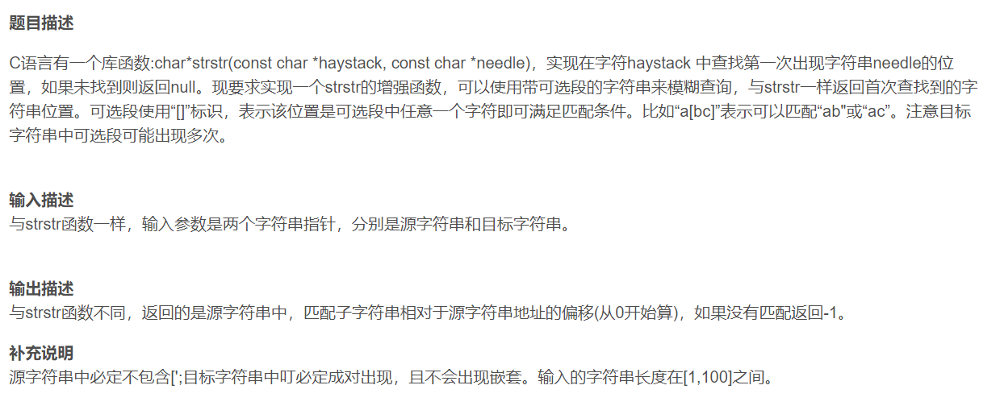 题目描述
C语言有一个库函数:char*strstr(const char *haystack, const char *needle)，实现在字符haystack 中查找第一次出现字符串needle的位
置，如果未找到则返回null。现要求实现一个strstr的增强函数，可以使用带可选段的字符串来模糊查询，与strstr一样返回首次查找到的字
符串位置。可选段使用“[]”标识，表示该位置是可选段中任意一个字符即可满足匹配条件。比如“a[bc]”表示可以匹配“ab"或“ac”。注意目标
字符串中可选段可能出现多次。
输入描述
与strstr函数一样，输入参数是两个字符串指针，分别是源字符串和目标字符串。
输出描述
与strstr函数不同，返回的是源字符串中，匹配子字符串相对于源字符串地址的偏移(从0开始算)，如果没有匹配返回-1。
补充说明
源字符串中必定不包含[';目标字符串中叮必定成对出现，且不会出现嵌套。输入的字符串长度在[1,100]之间。